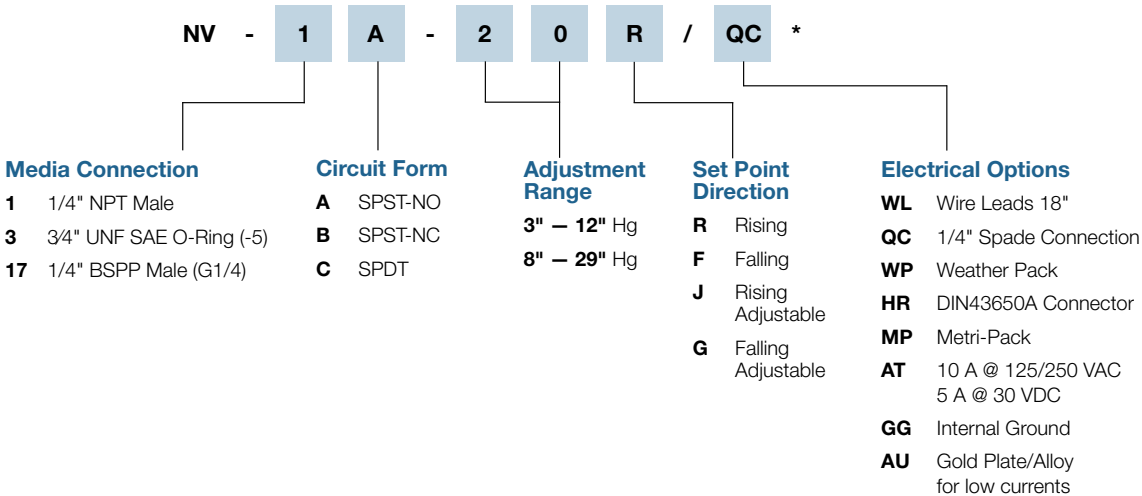 NV - 1 A - 2 0 R / QC *
Media Connection
1 1/4" NPT Male
3 3⁄4" UNF SAE O-Ring (-5)
17 1/4" BSPP Male (G1/4)
Circuit Form
A SPST-NO
B SPST-NC
C SPDT
Adjustment
Range
3" — 12" Hg
8" — 29" Hg
Set Point
Direction
R Rising
F Falling
J Rising
Adjustable
G Falling
Adjustable
Electrical Options
WL Wire Leads 18"
QC 1/4" Spade Connection
WP Weather Pack
HR DIN43650A Connector
MP Metri-Pack
AT 10 A @ 125/250 VAC
5 A @ 30 VDC
GG Internal Ground
AU Gold Plate/Alloy
for low currents